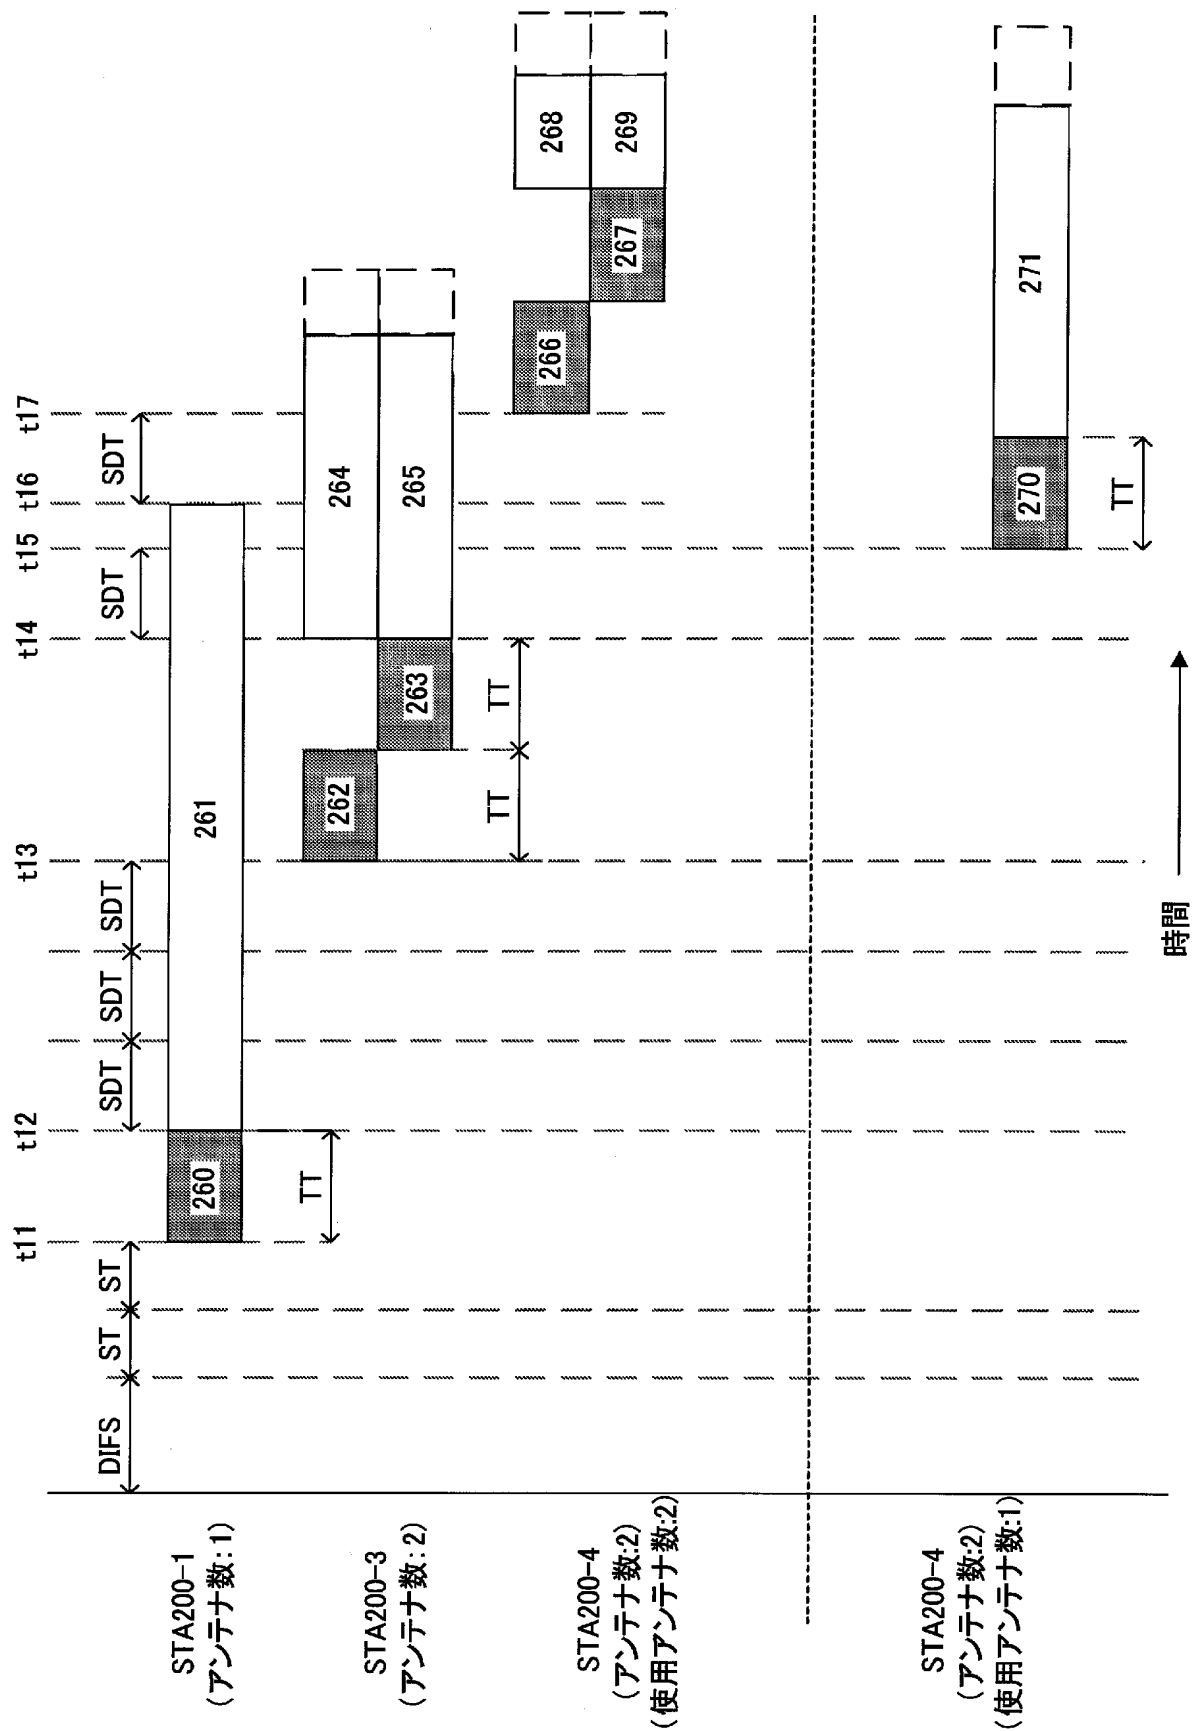 t11
t12
t13
t14
t15
t16
t17
DIFS
ST
ST
SDT
SDT
SDT
SDT
SDT
STA200-1
(アンテナ数:1)
260
261
TT
STA200-3
(アンテナ数:2)
262
263
264
265
TT
TT
STA200-4
(アンテナ数:2)
(使用アンテナ数:2)
266
267
268
269
STA200-4
(アンテナ数:2)
(使用アンテナ数:1)
270
271
TT
時間